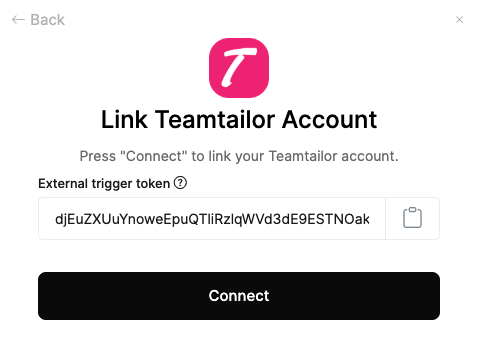 ← Back
×
T
Link Teamtailor Account
Press "Connect" to link your Teamtailor account.
External trigger token ?
djEuZXUuYnoweEpuQTliRzlqWVd3dE9ESTNOak
Connect